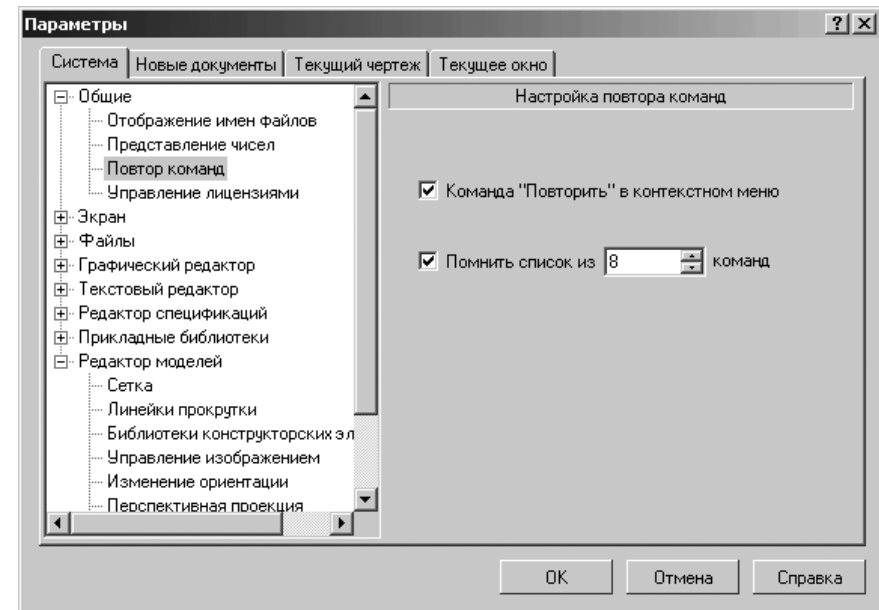 Параметры
Система Новые документы Текущий чертеж Текущее окно
Общие
Отображение имен файлов
Представление чисел
Повтор команд
Управление лицензиями
Экран
Файлы
Графический редактор
Текстовый редактор
Редактор спецификаций
Прикладные библиотеки
Редактор моделей
Сетка
Линейки прокрутки
Библиотеки конструкторских эл
Управление изображением
Изменение ориентации
Перспективная проекция
Настройка повтора команд
Команда "Повторить" в контекстном меню
Помнить список из 8 команд
OK Отмена Справка